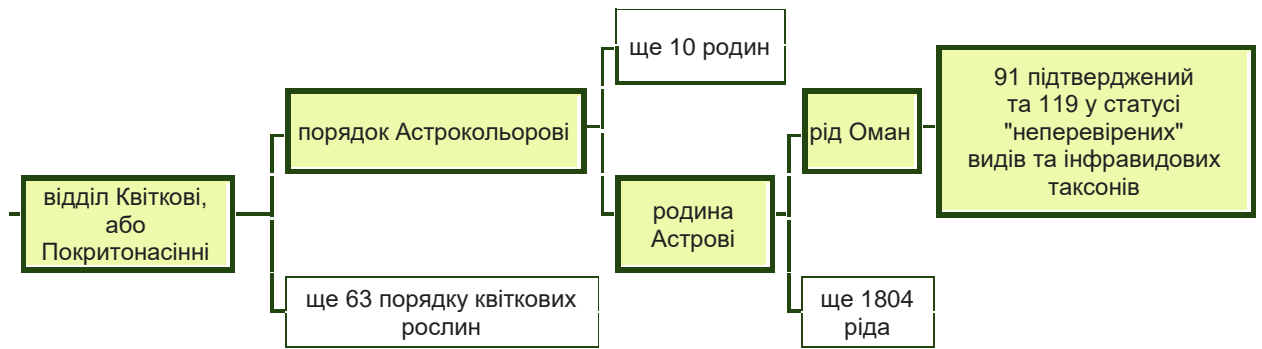 ще 10 родин
91 підтверджений
та 119 у статусі
"неперевірених"
видів та інфравидових
таксонів
порядок Астрокольорові
рід Оман
відділ Квіткові,
або
Покритонасінні
родина
Астрові
ще 63 порядку квіткових
рослин
ще 1804
ріда